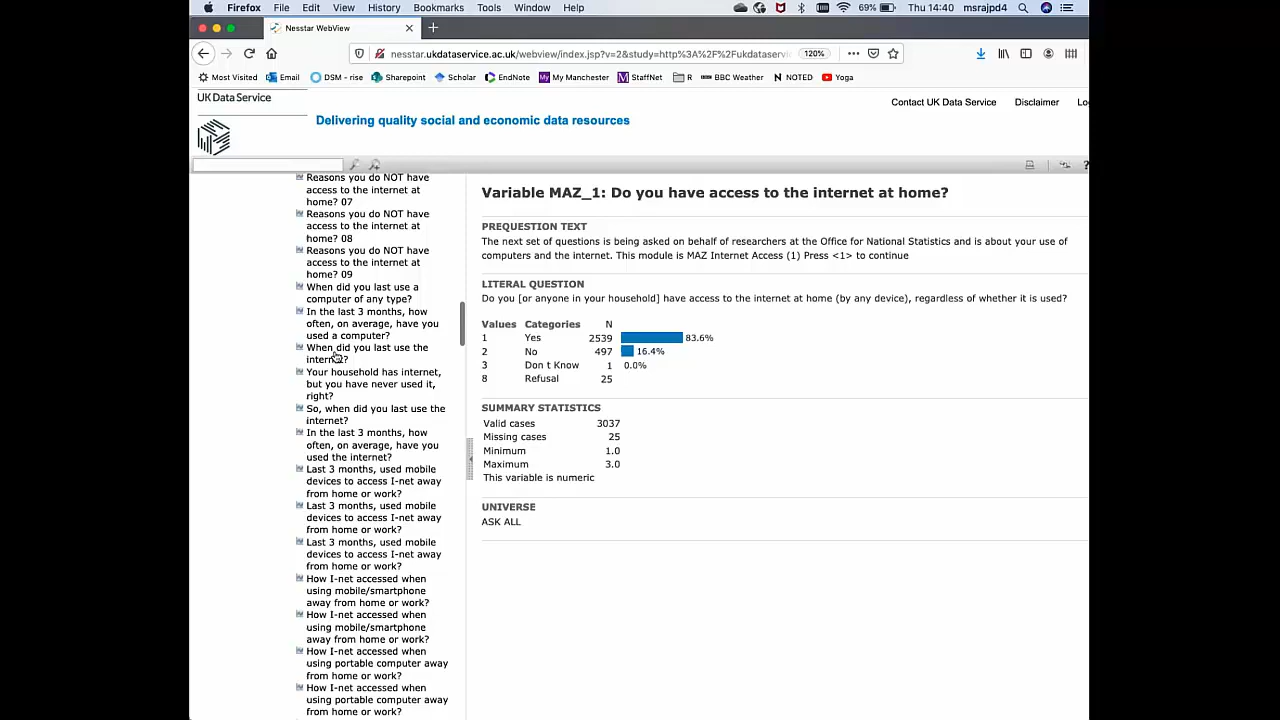 Firefox File Edit View History Bookmarks Tools Window Help 69% Thu 14:40 msrajpd4
Nesstar WebView
nesstar.ukdataservice.ac.uk/webview/index.jsp?v=2&study=http%3A%2F%2Fukdataservi 120%
Most Visited Email DSM - rise Sharepoint Scholar EndNote My Manchester StaffNet R BBC Weather NOTED Yoga
UK Data Service
Contact UK Data Service Disclaimer Lo
Delivering quality social and economic data resources
Reasons you do NOT have
access to the internet at
home? 07
Reasons you do NOT have
access to the internet at
home? 08
Reasons you do NOT have
access to the internet at
home? 09
When did you last use a
computer of any type?
In the last 3 months, how
often, on average, have you
used a computer?
When did you last use the
internet?
Your household has internet,
but you have never used it,
right?
So, when did you last use the
internet?
In the last 3 months, how
often, on average, have you
used the internet?
Last 3 months, used mobile
devices to access I-net away
from home or work?
Last 3 months, used mobile
devices to access I-net away
from home or work?
Last 3 months, used mobile
devices to access I-net away
from home or work?
How I-net accessed when
using mobile/smartphone
away from home or work?
How I-net accessed when
using mobile/smartphone
away from home or work?
How I-net accessed when
using portable computer away
from home or work?
How I-net accessed when
using portable computer away
from home or work?
Variable MAZ_1: Do you have access to the internet at home?
PREQUESTION TEXT
The next set of questions is being asked on behalf of researchers at the Office for National Statistics and is about your use of
computers and the internet. This module is MAZ Internet Access (1) Press <1> to continue
LITERAL QUESTION
Do you [or anyone in your household] have access to the internet at home (by any device), regardless of whether it is used?
Values Categories N
1 Yes 2539 83.6%
2 No 497 16.4%
3 Don t Know 1 0.0%
8 Refusal 25
SUMMARY STATISTICS
Valid cases 3037
Missing cases 25
Minimum 1.0
Maximum 3.0
This variable is numeric
UNIVERSE
ASK ALL